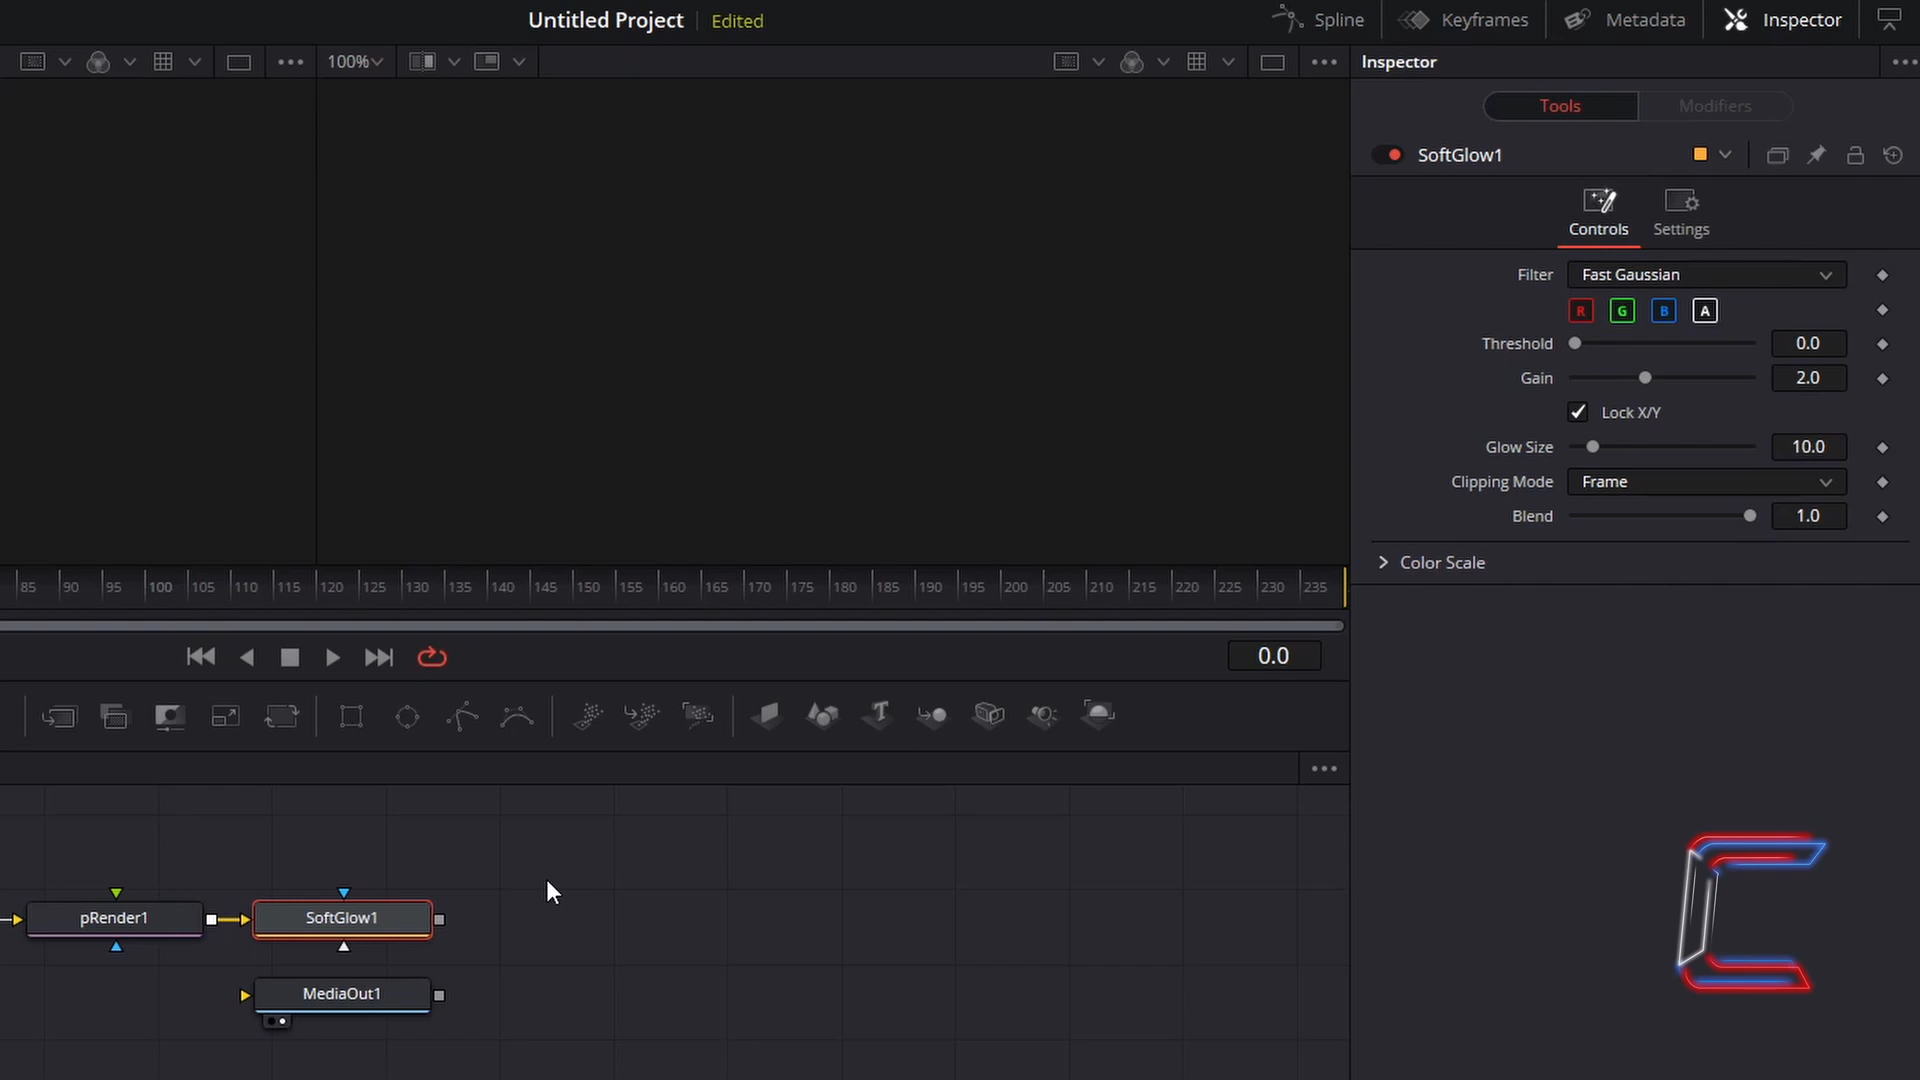 Untitled Project Edited Spline Keyframes Metadata Inspector
100% Inspector
Tools Modifiers
SoftGlow1
Controls Settings
Filter Fast Gaussian
R G B A
Threshold 0.0
Gain 2.0
Lock X/Y
Glow Size 10.0
Clipping Mode Frame
Blend 1.0
Color Scale
85 90 95 100 105 110 115 120 125 130 135 140 145 150 155 160 165 170 175 180 185 190 195 200 205 210 215 220 225 230 235
0.0
T
pRender1 SoftGlow1
MediaOut1